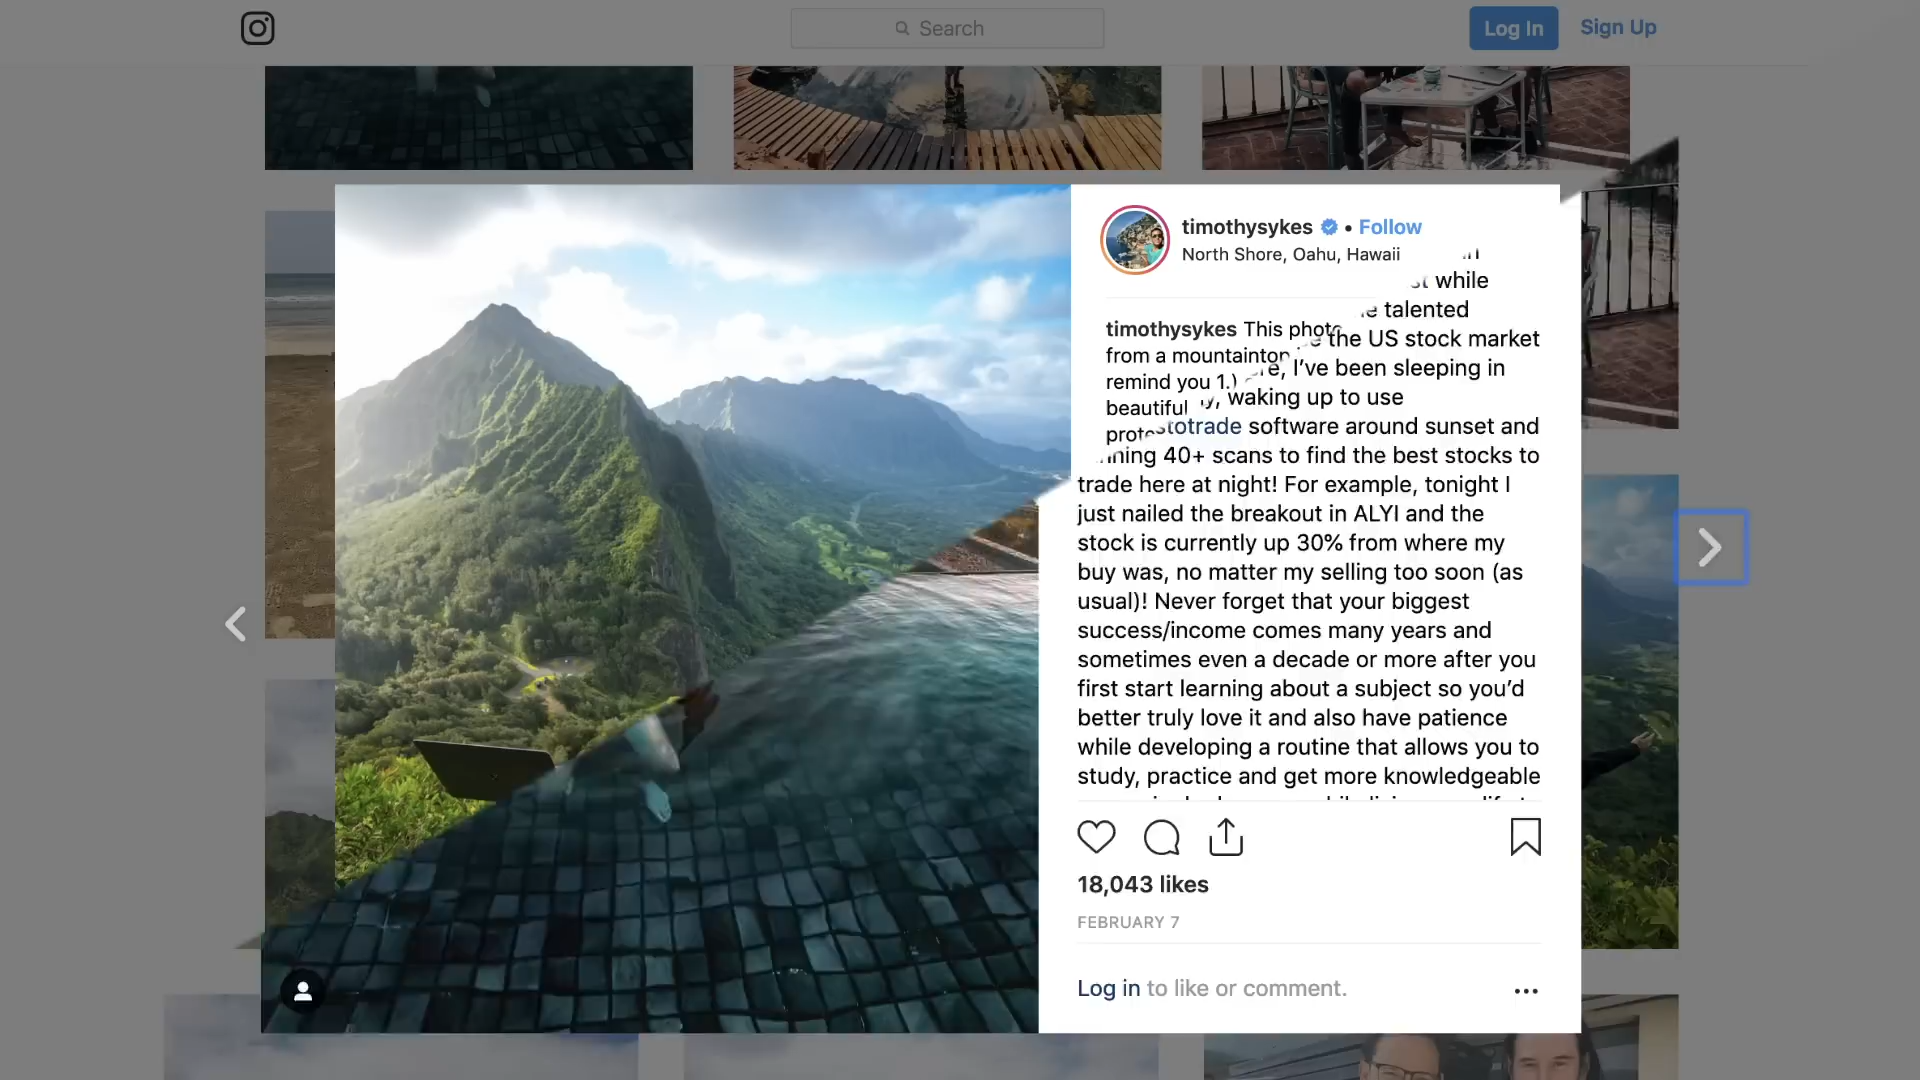 Search
Log In
Sign Up
timothysykes • Follow
North Shore, Oahu, Hawaii
while
timothysykes This photo
talented
from a mountaintop
the US stock market
remind you 1.)
I've been sleeping in
beautiful
waking up to use
software around sunset and
40+ scans to find the best stocks to
trade here at night! For example, tonight I
just nailed the breakout in ALYI and the
stock is currently up 30% from where my
buy was, no matter my selling too soon (as
usual)! Never forget that your biggest
success/income comes many years and
sometimes even a decade or more after you
first start learning about a subject so you'd
better truly love it and also have patience
while developing a routine that allows you to
study, practice and get more knowledgeable
18,043 likes
FEBRUARY 7
Log in to like or comment.